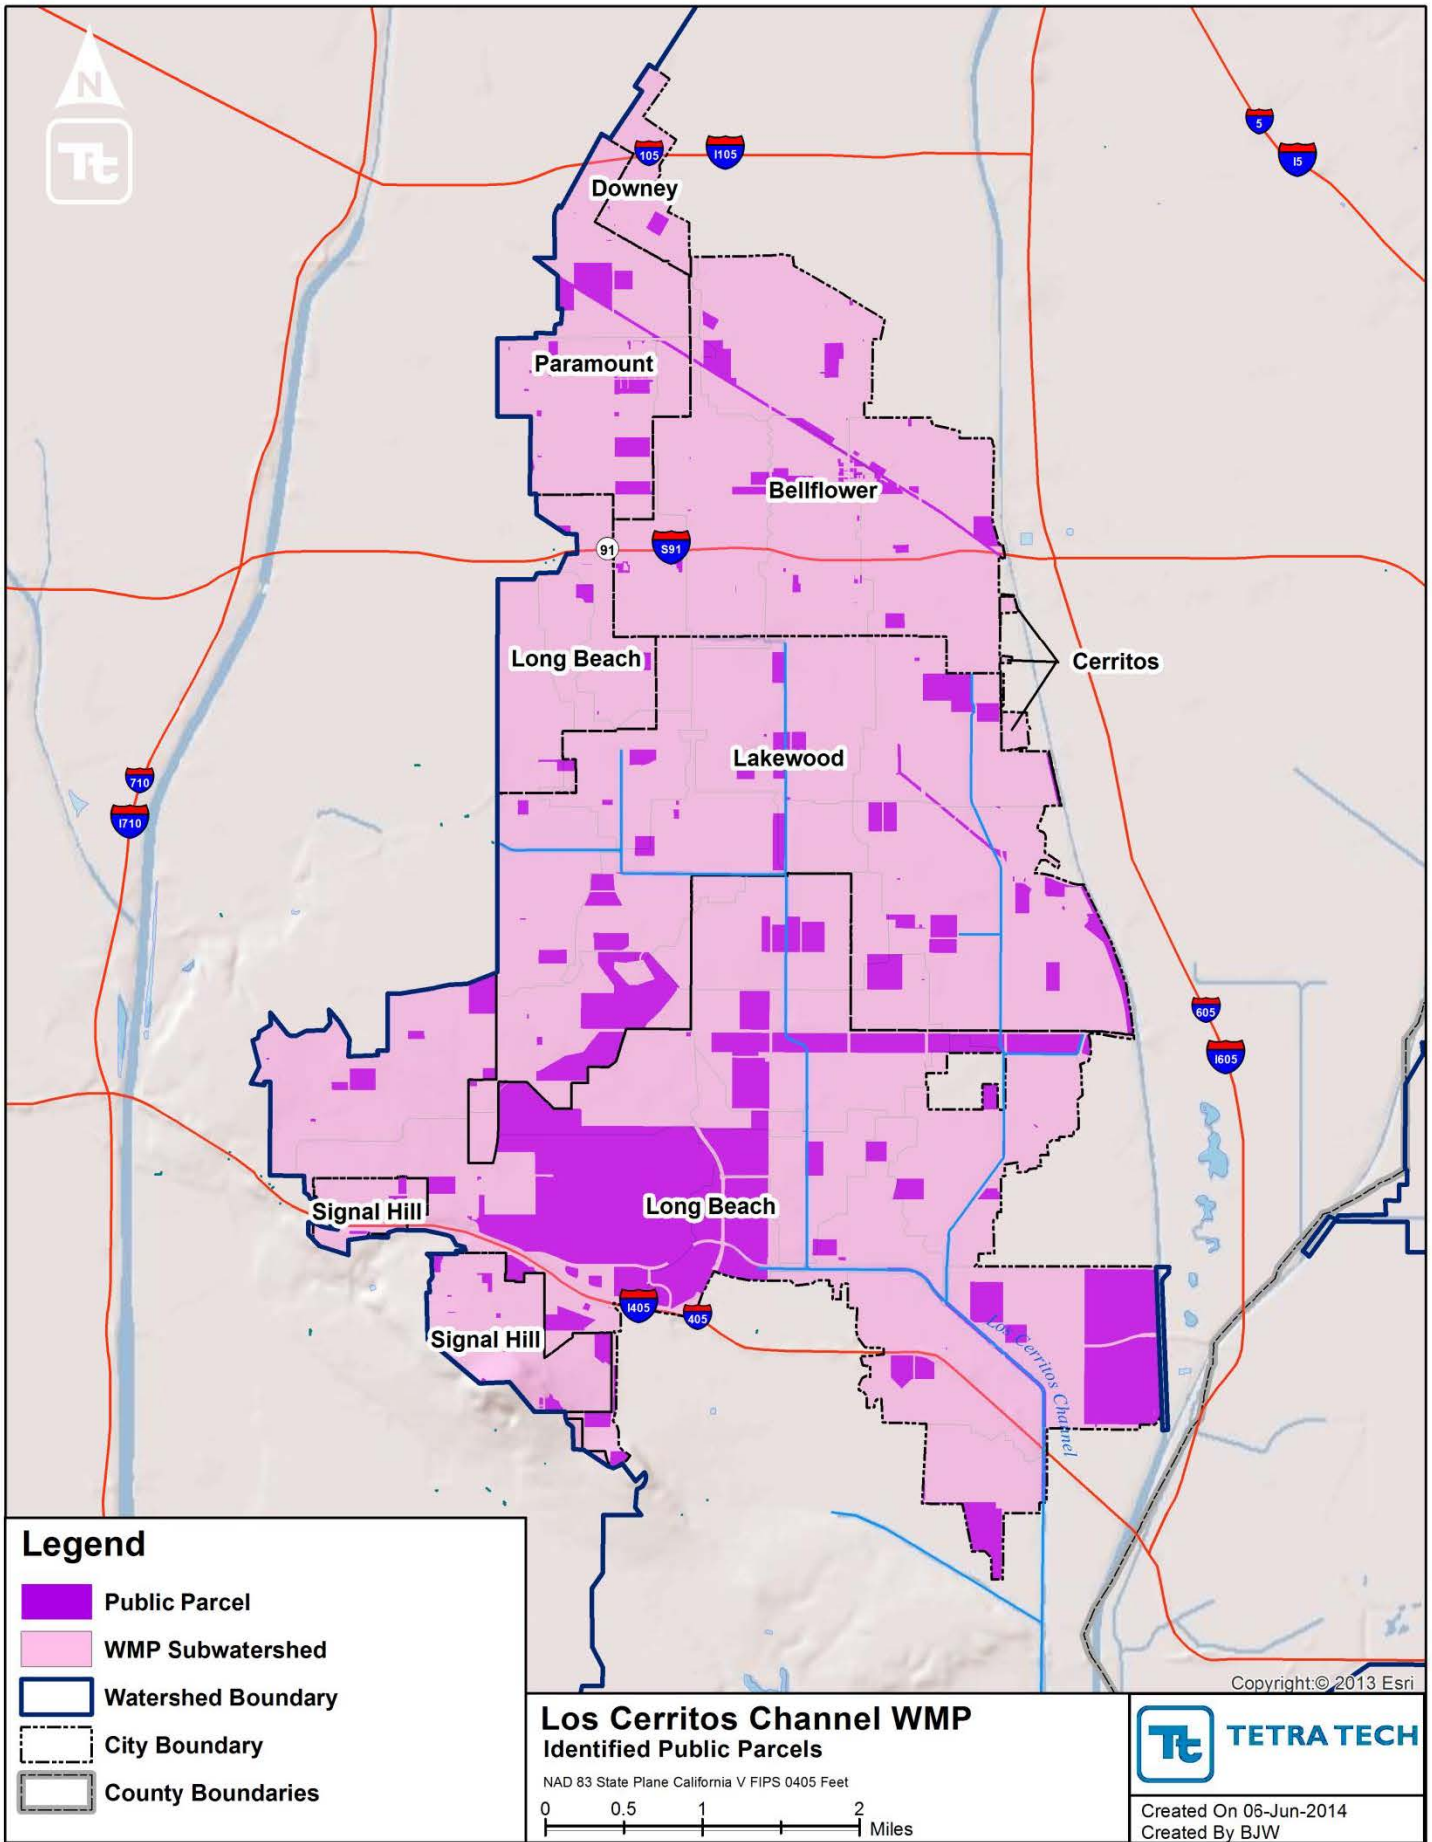 N
Tt
5
I5
105
I105
Downey
Paramount
Bellflower
91
S91
Long Beach
Cerritos
Lakewood
710
I710
605
I605
Signal Hill
Long Beach
I405
405
Signal Hill
Los Cerritos Channel
Legend
Public Parcel
WMP Subwatershed
Watershed Boundary
City Boundary
County Boundaries
Copyright:© 2013 Esri
Los Cerritos Channel WMP
Identified Public Parcels
NAD 83 State Plane California V FIPS 0405 Feet
0 0.5 1 2
Miles
Tt TETRA TECH
Created On 06-Jun-2014
Created By BJW